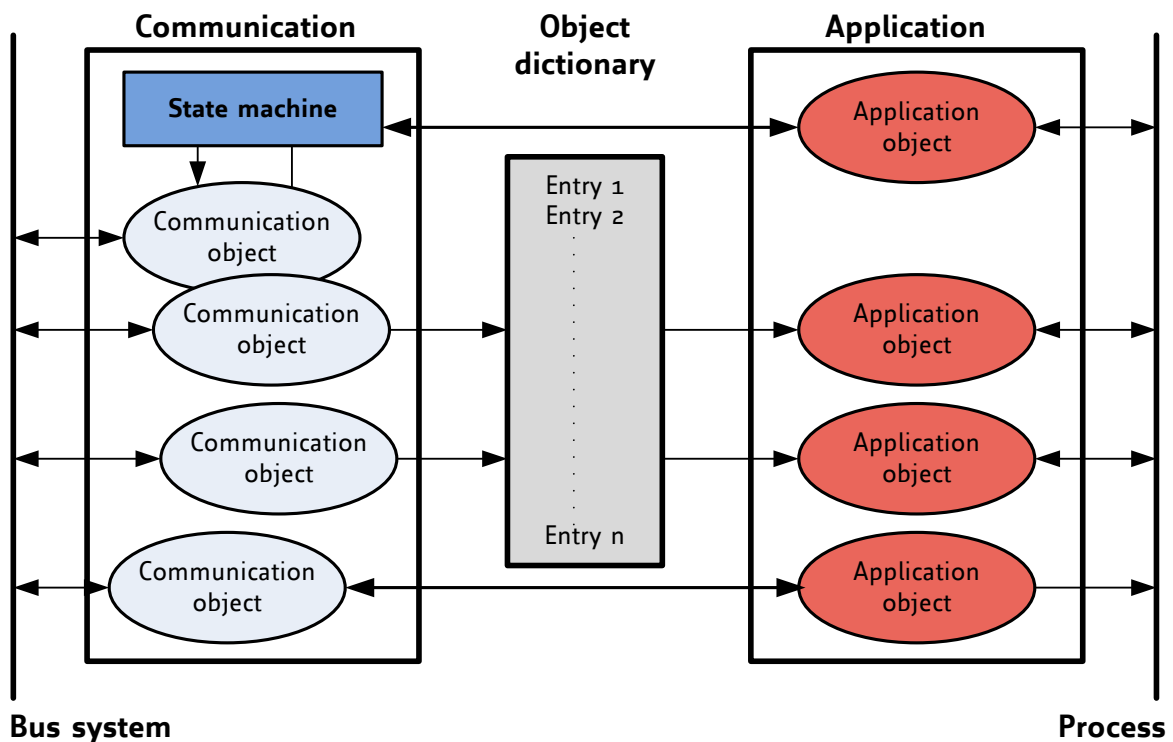 Communication
Object
dictionary
Application
State machine
Communication
object
Communication
object
Communication
object
Communication
object
Entry 1
Entry 2
Entry n
Application
object
Application
object
Application
object
Application
object
Bus system
Process